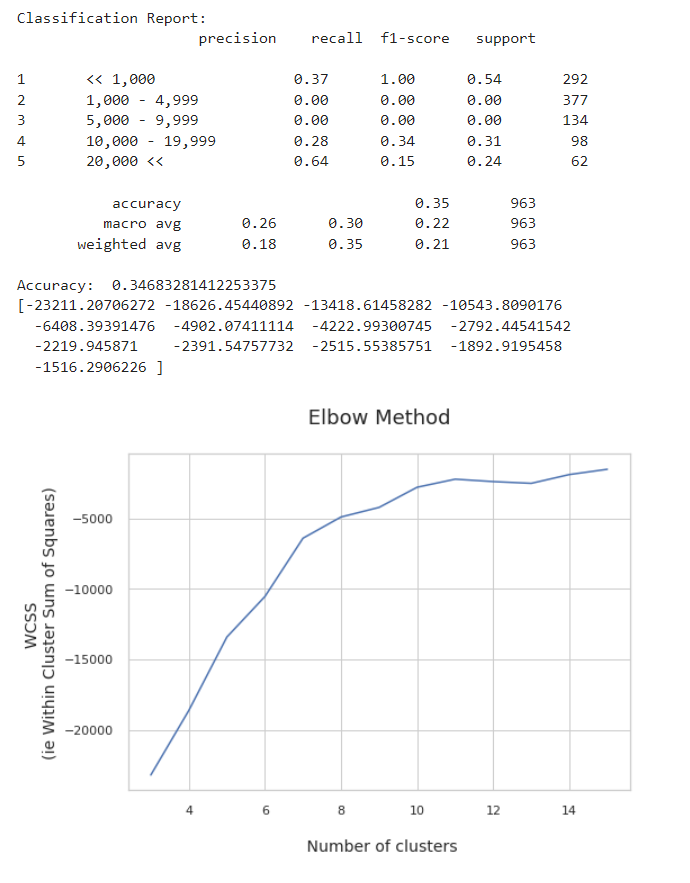 Classification Report:
precision recall f1-score support
1 << 1,000 0.37 1.00 0.54 292
2 1,000 - 4,999 0.00 0.00 0.00 377
3 5,000 - 9,999 0.00 0.00 0.00 134
4 10,000 - 19,999 0.28 0.34 0.31 98
5 20,000 << 0.64 0.15 0.24 62
accuracy 0.35 963
macro avg 0.26 0.30 0.22 963
weighted avg 0.18 0.35 0.21 963
Accuracy: 0.34683281412253375
[-23211.20706272 -18626.45440892 -13418.61458282 -10543.8090176
-6408.39391476 -4902.07411114 -4222.99300745 -2792.44541542
-2219.945871 -2391.54757732 -2515.55385751 -1892.9195458
-1516.2906226 ]
Elbow Method
WCSS
(ie Within Cluster Sum of Squares)
−5000
−10000
−15000
−20000
4 6 8 10 12 14
Number of clusters